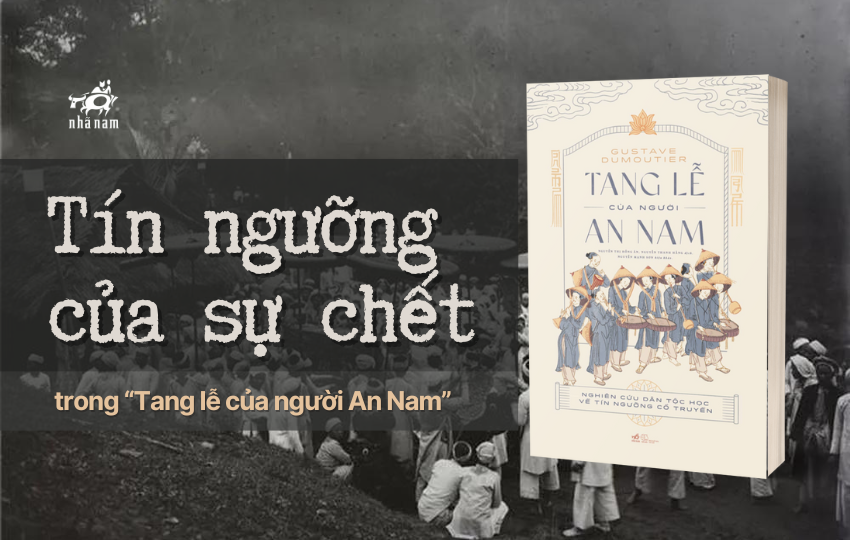 nhã nam
Tín ngưỡng
của sự chết
trong “Tang lễ của người An Nam”
GUSTAVE
DUMOUTIER
TANG LỄ
CỦA NGƯỜI
AN NAM
NGHIÊN CỨU DÂN TỘC HỌC
VỀ TÍN NGƯỠNG CỔ TRUYỀN